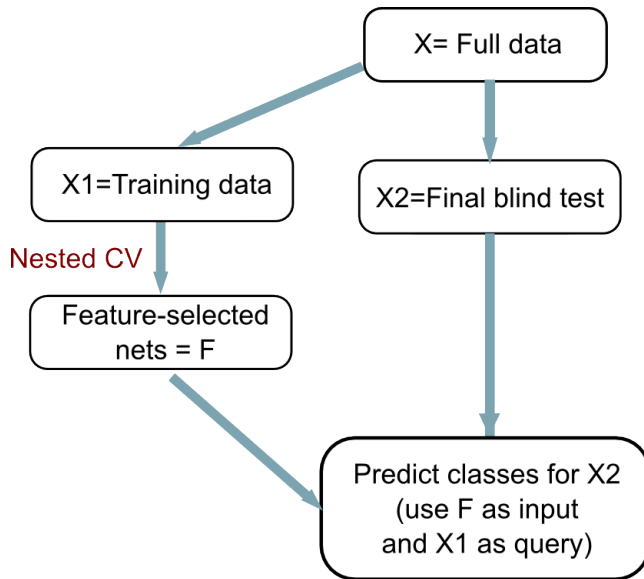 X= Full data
X1=Training data
X2=Final blind test
Nested CV
Feature-selected
nets = F
Predict classes for X2
(use F as input
and X1 as query)